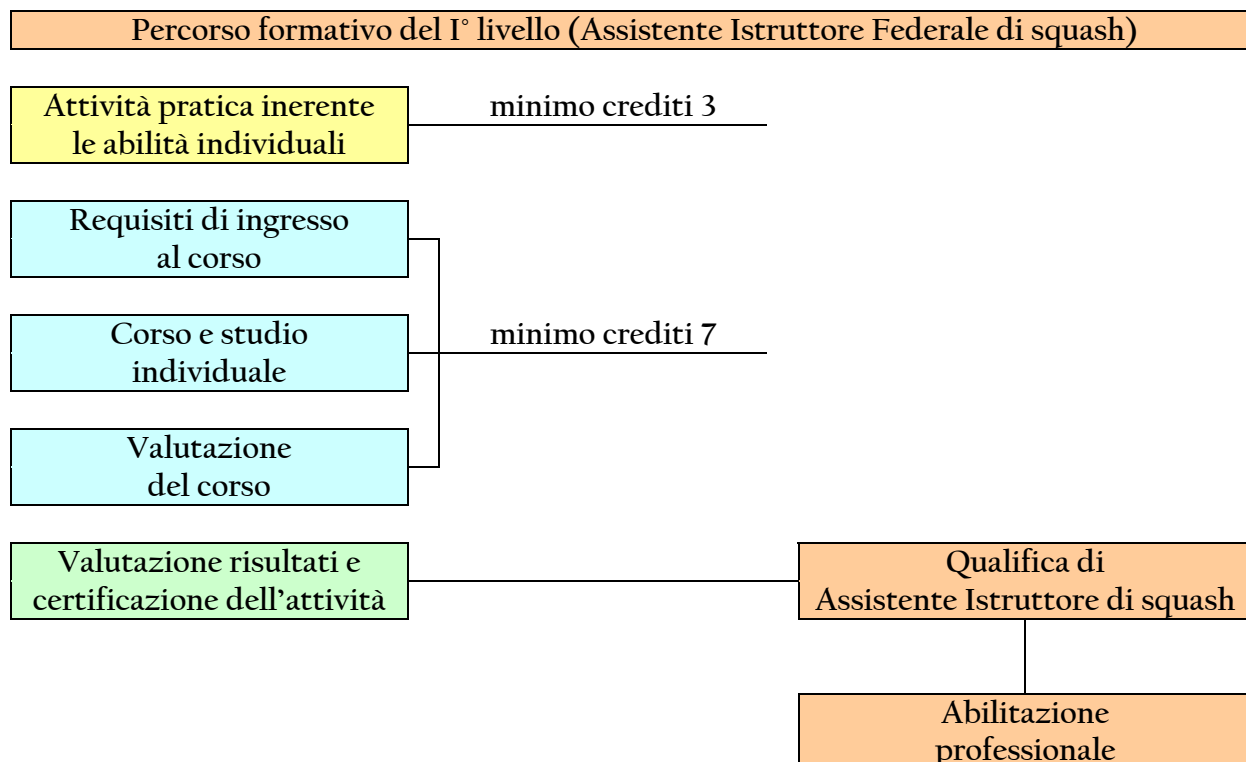 Percorso formativo del I° livello (Assistente Istruttore Federale di squash)
Attività pratica inerente
le abilità individuali
minimo crediti 3
Requisiti di ingresso
al corso
Corso e studio
individuale
minimo crediti 7
Valutazione
del corso
Valutazione risultati e
certificazione dell'attività
Qualifica di
Assistente Istruttore di squash
Abilitazione
professionale